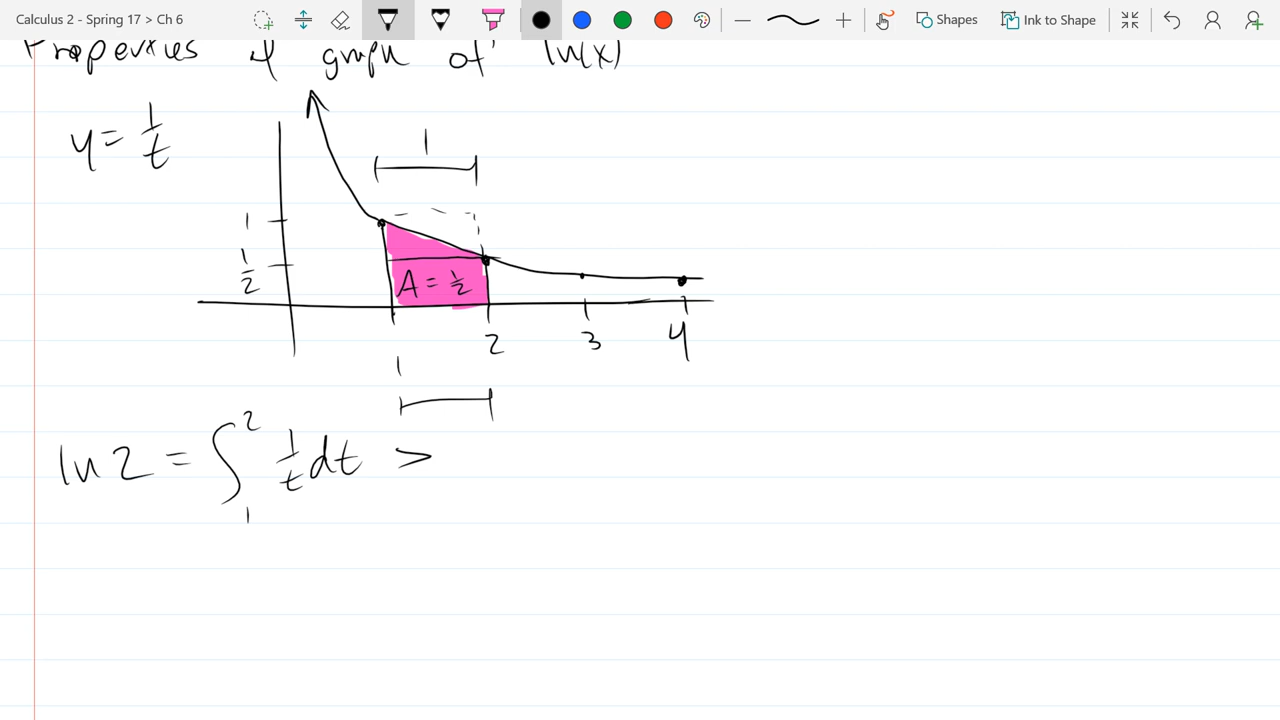 Calculus 2 - Spring 17 > Ch 6
Shapes
Ink to Shape
Properties of graph of ln(x)
y = 1/t
1
1
1/2
A = 1/2
1
2
3
4
ln 2 = ∫₁² 1/t dt >